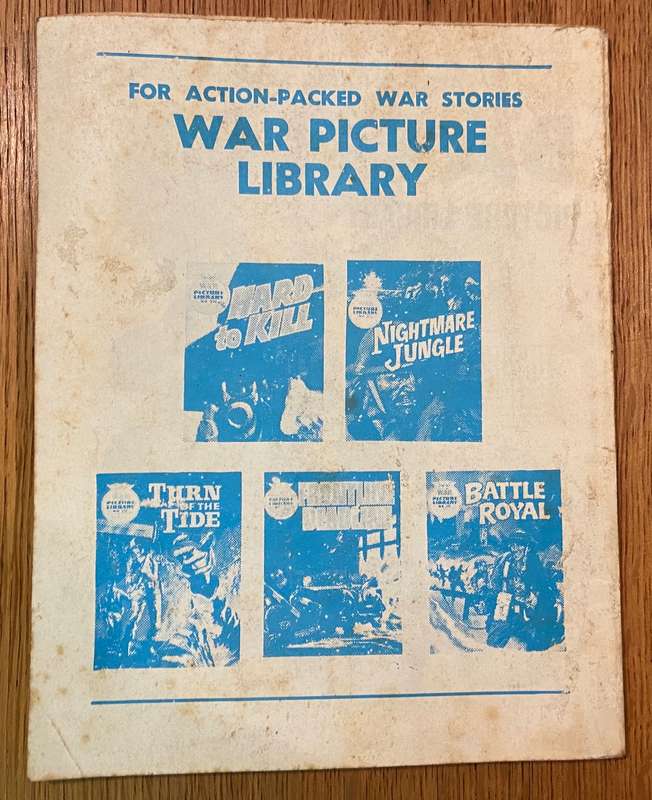 FOR ACTION-PACKED WAR STORIES
WAR PICTURE
LIBRARY
PICTURE
LIBRARY
HARD
to KILL
PICTURE
LIBRARY
NIGHTMARE
JUNGLE
PICTURE
LIBRARY
TURN
OF THE
TIDE
PICTURE
LIBRARY
WAR
PICTURE
LIBRARY
BATTLE
ROYAL